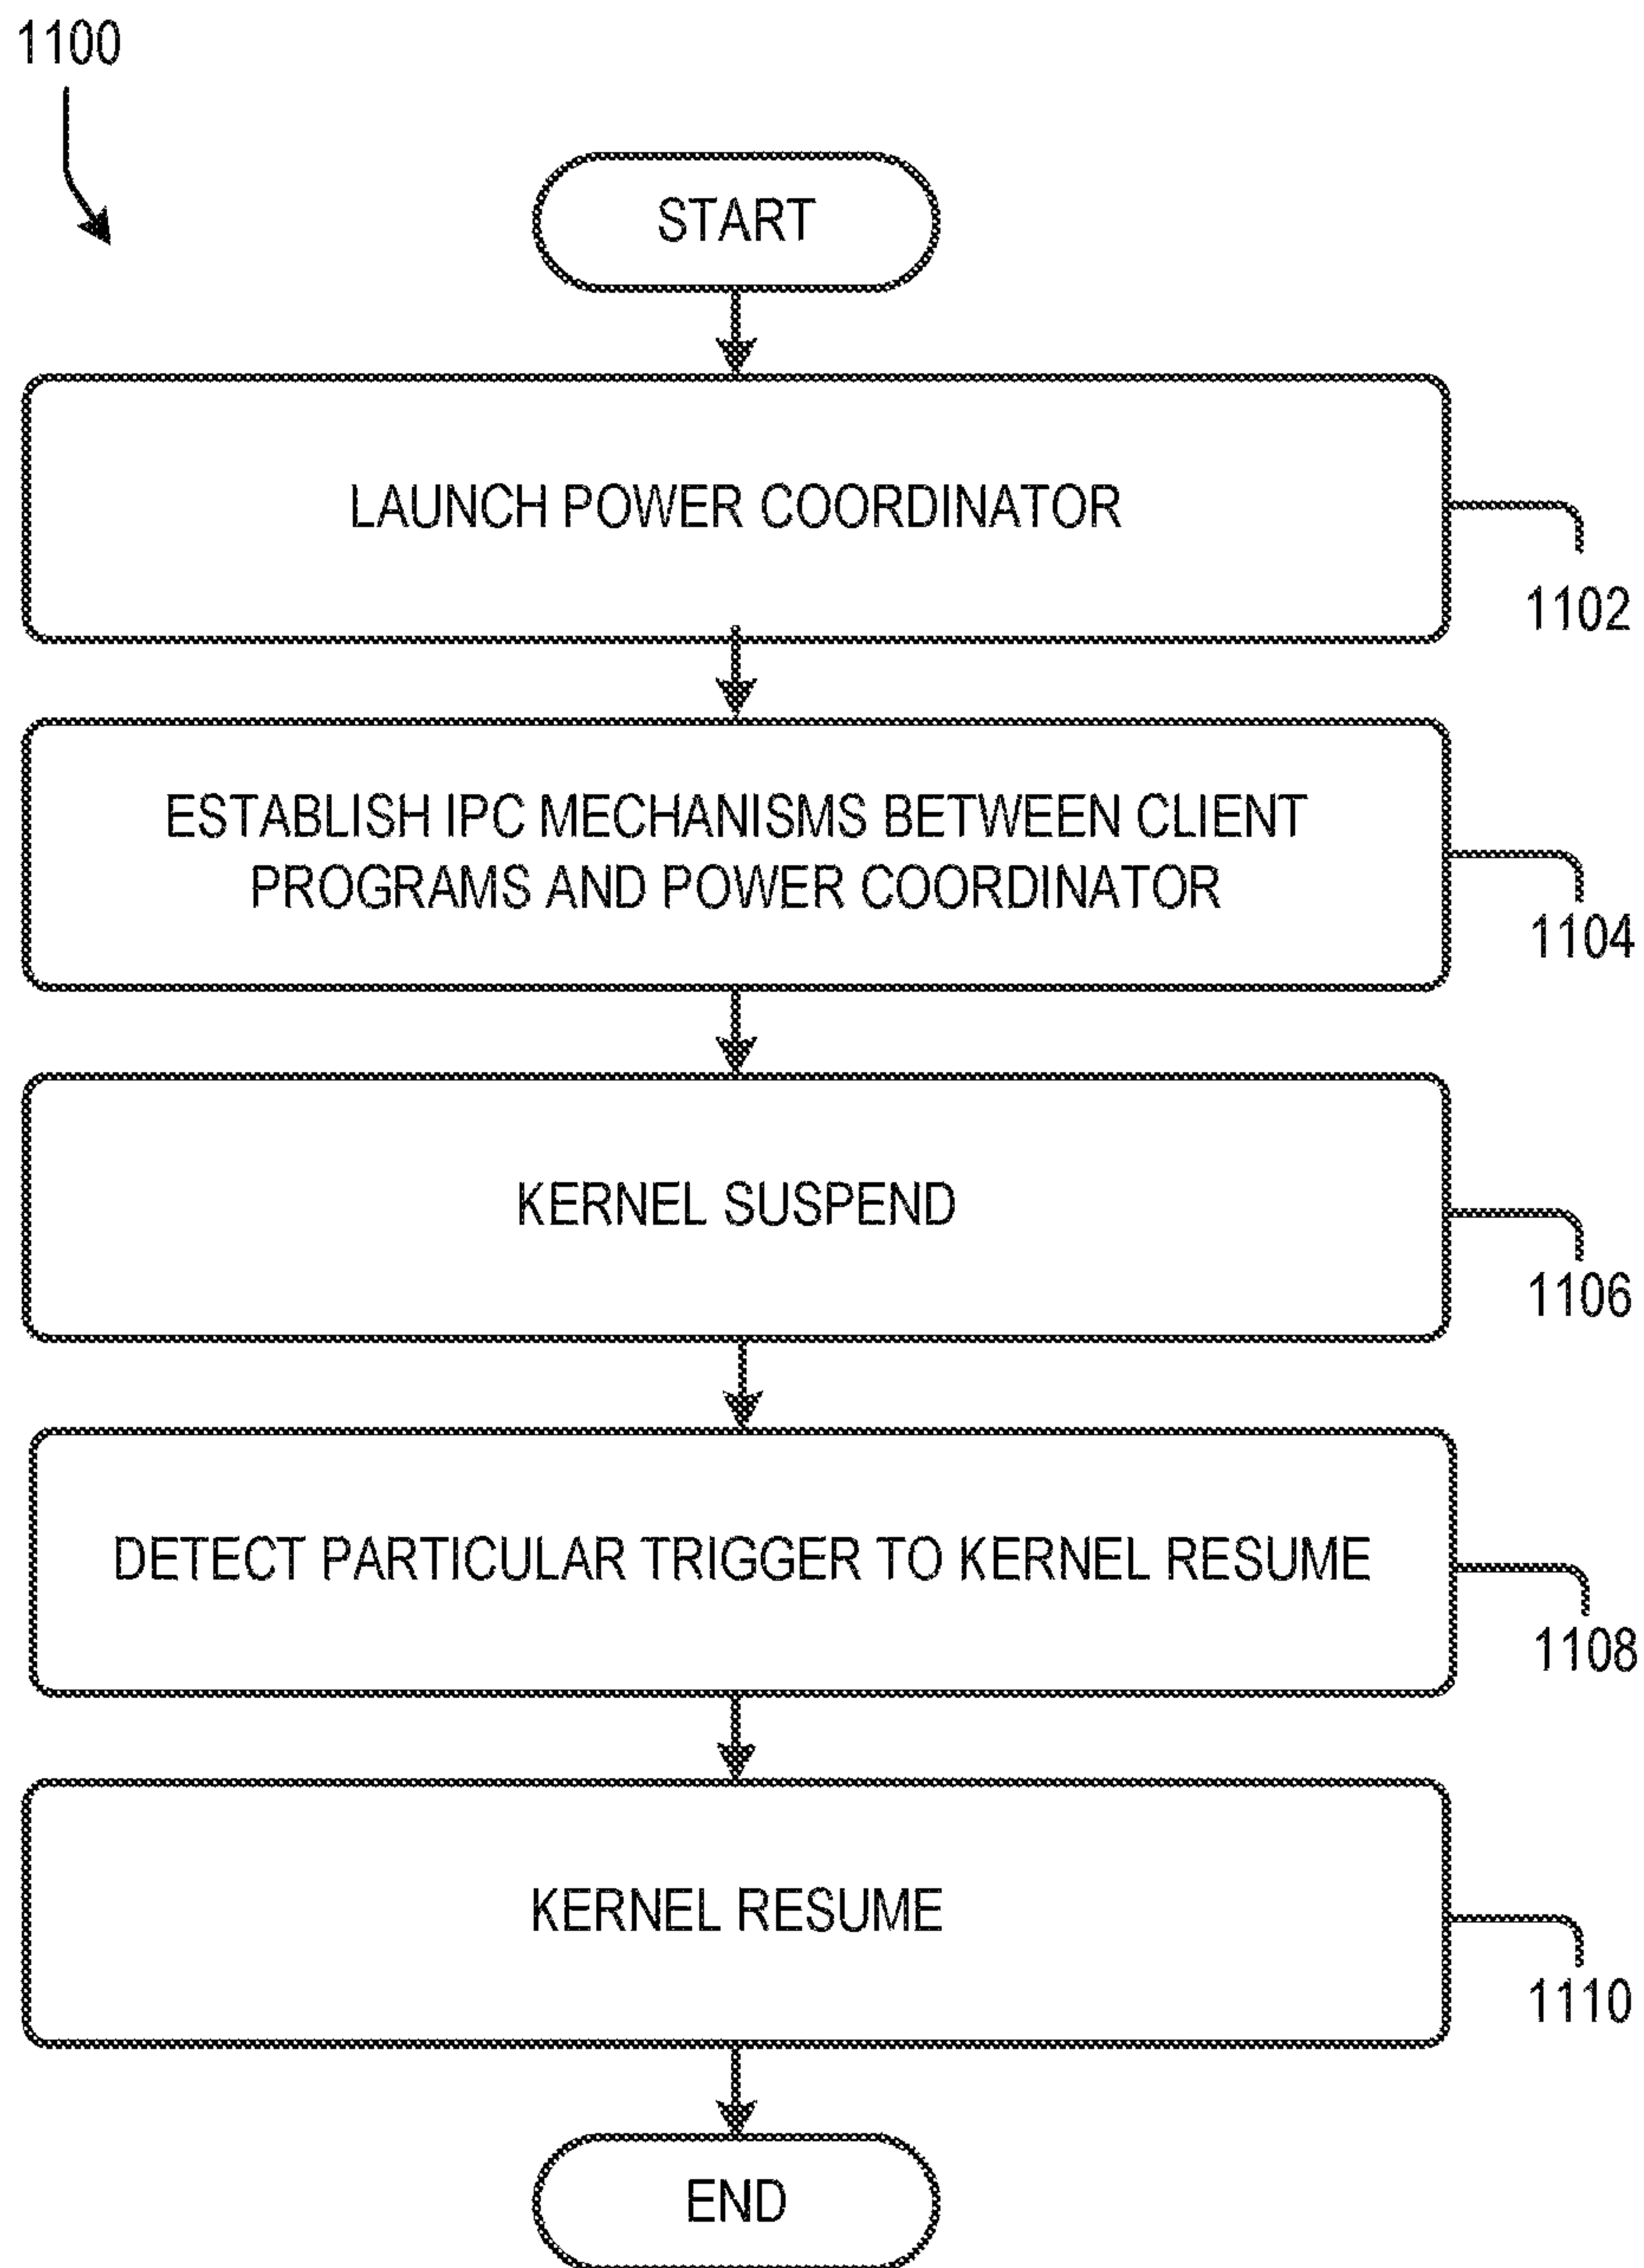 1100
START
LAUNCH POWER COORDINATOR
1102
ESTABLISH IPC MECHANISMS BETWEEN CLIENT
PROGRAMS AND POWER COORDINATOR
1104
KERNEL SUSPEND
1106
DETECT PARTICULAR TRIGGER TO KERNEL RESUME
1108
KERNEL RESUME
1110
END